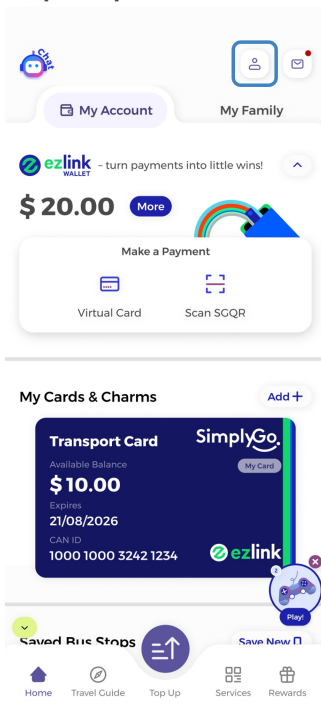 Chat
My Account
My Family
ezlink – turn payments into little wins!
WALLET
$20.00 More
Make a Payment
Virtual Card
Scan SGQR
My Cards & Charms
Add +
Transport Card
SimplyGo.
Available Balance
My Card
$10.00
Expires
21/08/2026
CAN ID
1000 1000 3242 1234
ezlink
2
Play!
Saved Bus Stops
Save New
Home
Travel Guide
Top Up
Services
Rewards